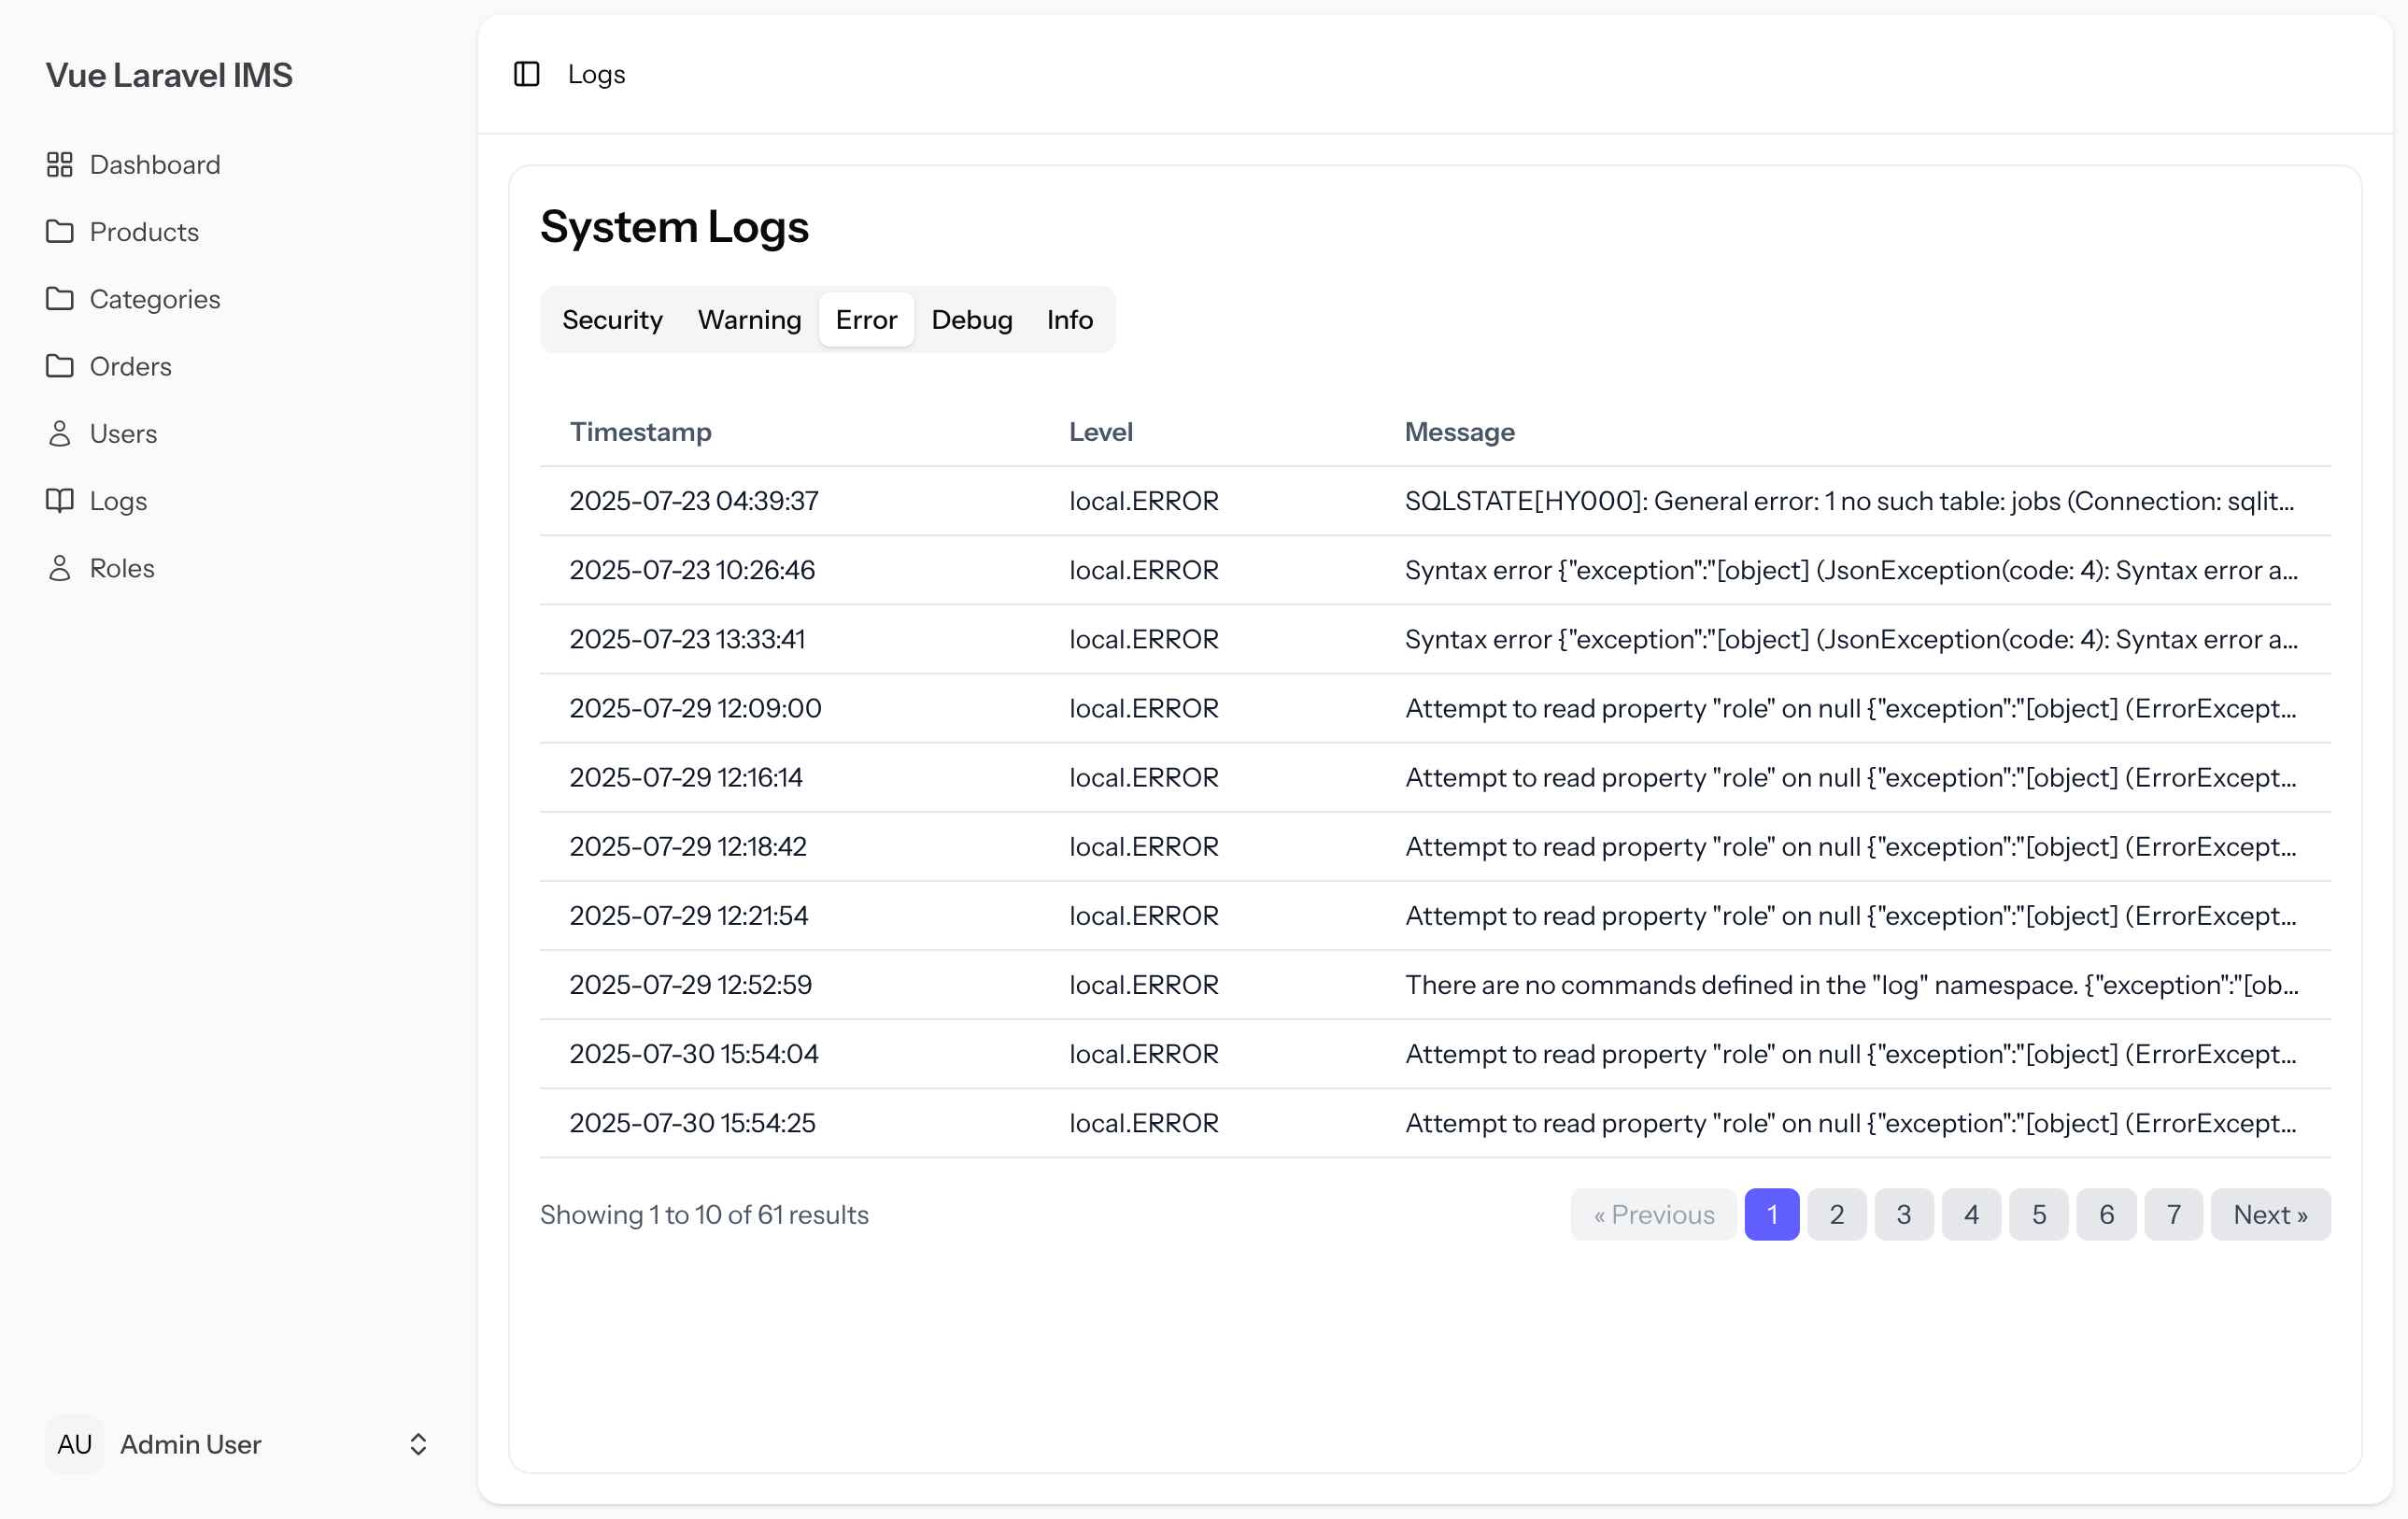 Vue Laravel IMS
Dashboard
Products
Categories
Orders
Users
Logs
Roles
AU Admin User
Logs
System Logs
Security Warning Error Debug Info
Timestamp Level Message
2025-07-23 04:39:37 local.ERROR SQLSTATE[HY000]: General error: 1 no such table: jobs (Connection: sqlit...
2025-07-23 10:26:46 local.ERROR Syntax error {"exception":"[object] (JsonException(code: 4): Syntax error a...
2025-07-23 13:33:41 local.ERROR Syntax error {"exception":"[object] (JsonException(code: 4): Syntax error a...
2025-07-29 12:09:00 local.ERROR Attempt to read property "role" on null {"exception":"[object] (ErrorExcept...
2025-07-29 12:16:14 local.ERROR Attempt to read property "role" on null {"exception":"[object] (ErrorExcept...
2025-07-29 12:18:42 local.ERROR Attempt to read property "role" on null {"exception":"[object] (ErrorExcept...
2025-07-29 12:21:54 local.ERROR Attempt to read property "role" on null {"exception":"[object] (ErrorExcept...
2025-07-29 12:52:59 local.ERROR There are no commands defined in the "log" namespace. {"exception":"[ob...
2025-07-30 15:54:04 local.ERROR Attempt to read property "role" on null {"exception":"[object] (ErrorExcept...
2025-07-30 15:54:25 local.ERROR Attempt to read property "role" on null {"exception":"[object] (ErrorExcept...
Showing 1 to 10 of 61 results « Previous 1 2 3 4 5 6 7 Next »